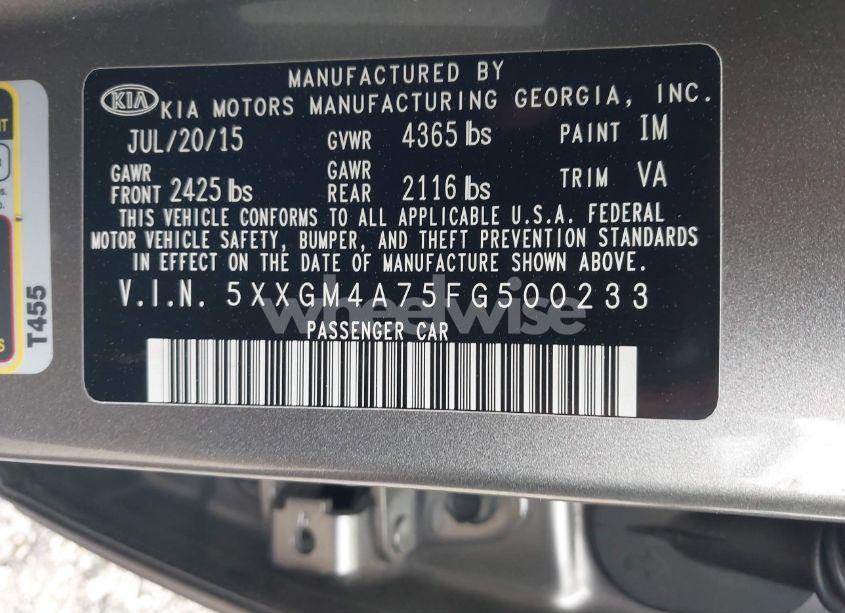 MANUFACTURED BY
KIA KIA MOTORS MANUFACTURING GEORGIA, INC.
JUL/20/15 GVWR 4365 lbs PAINT IM
GAWR FRONT 2425 lbs GAWR REAR 2116 lbs TRIM VA
THIS VEHICLE CONFORMS TO ALL APPLICABLE U.S.A. FEDERAL
MOTOR VEHICLE SAFETY, BUMPER, AND THEFT PREVENTION STANDARDS
IN EFFECT ON THE DATE OF MANUFACTURE SHOWN ABOVE.
V.I.N. 5XXGM4A75FG500233
wheelwise
PASSENGER CAR
T455